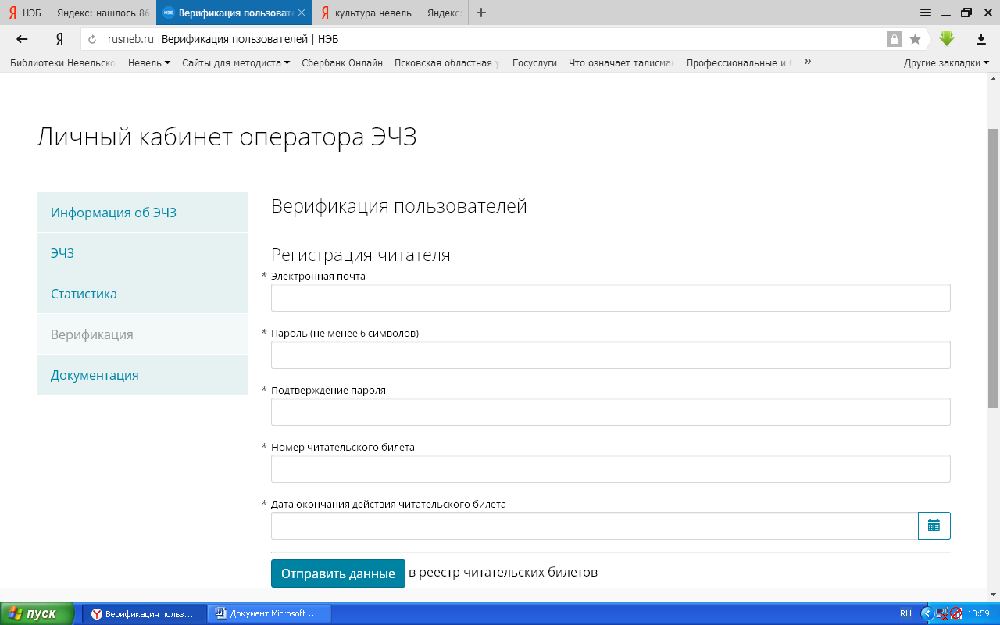 НЭБ — Яндекс: нашлось 86
Верификация пользоват
культура невель — Яндекс:
rusneb.ru Верификация пользователей | НЭБ
Библиотеки Невельско
Невель
Сайты для методиста
Сбербанк Онлайн
Псковская областная у
Госуслуги
Что означает талисман
Профессиональные и б
»
Другие закладки
Личный кабинет оператора ЭЧЗ
Информация об ЭЧЗ
ЭЧЗ
Статистика
Верификация
Документация
Верификация пользователей
Регистрация читателя
* Электронная почта
* Пароль (не менее 6 символов)
* Подтверждение пароля
* Номер читательского билета
* Дата окончания действия читательского билета
Отправить данные в реестр читательских билетов
пуск
Верификация польз...
Документ Microsoft ...
RU
10:59